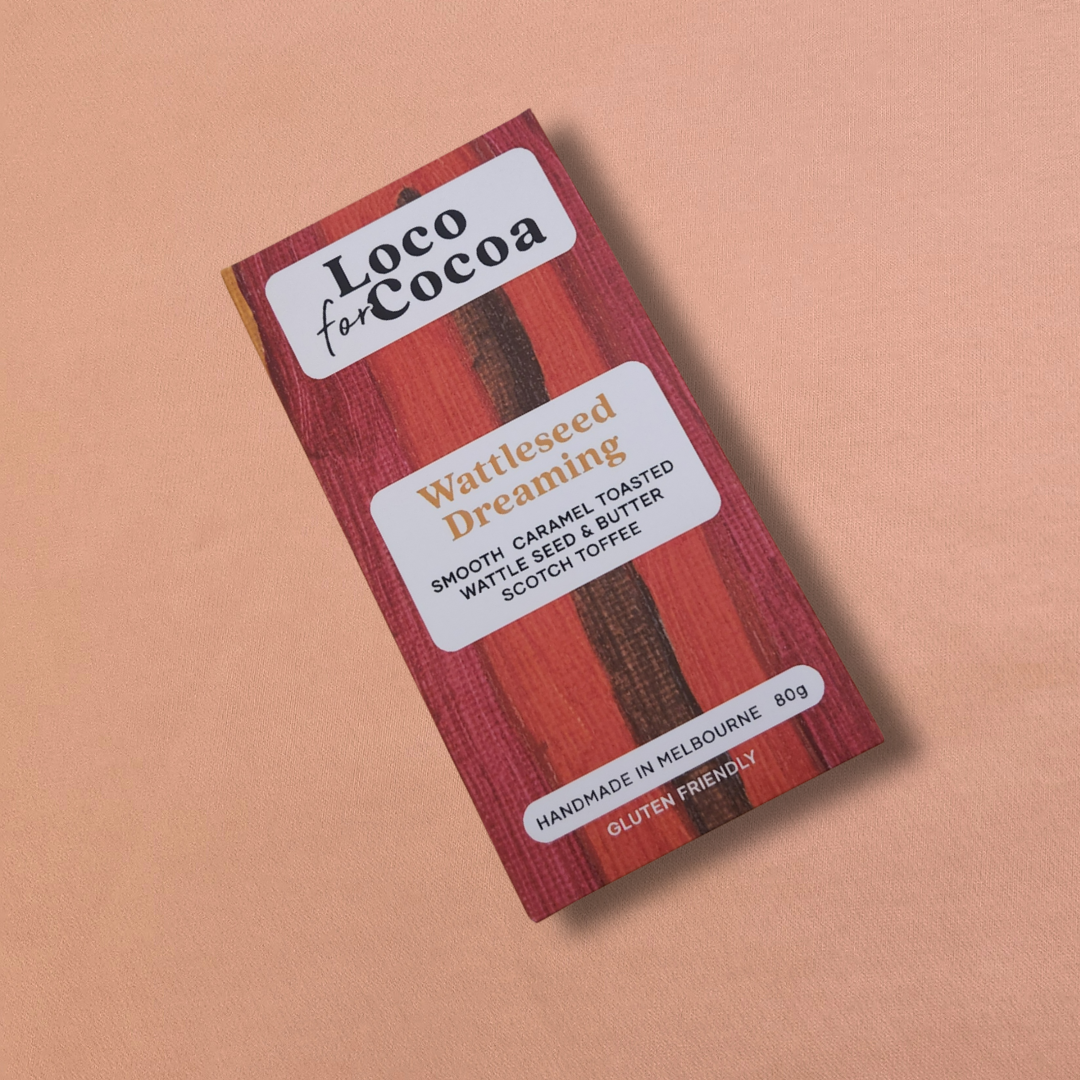 Loco
for Cocoa
Wattleseed
Dreaming
SMOOTH CARAMEL TOASTED
WATTLE SEED & BUTTER
SCOTCH TOFFEE
HANDMADE IN MELBOURNE 80g
GLUTEN FRIENDLY